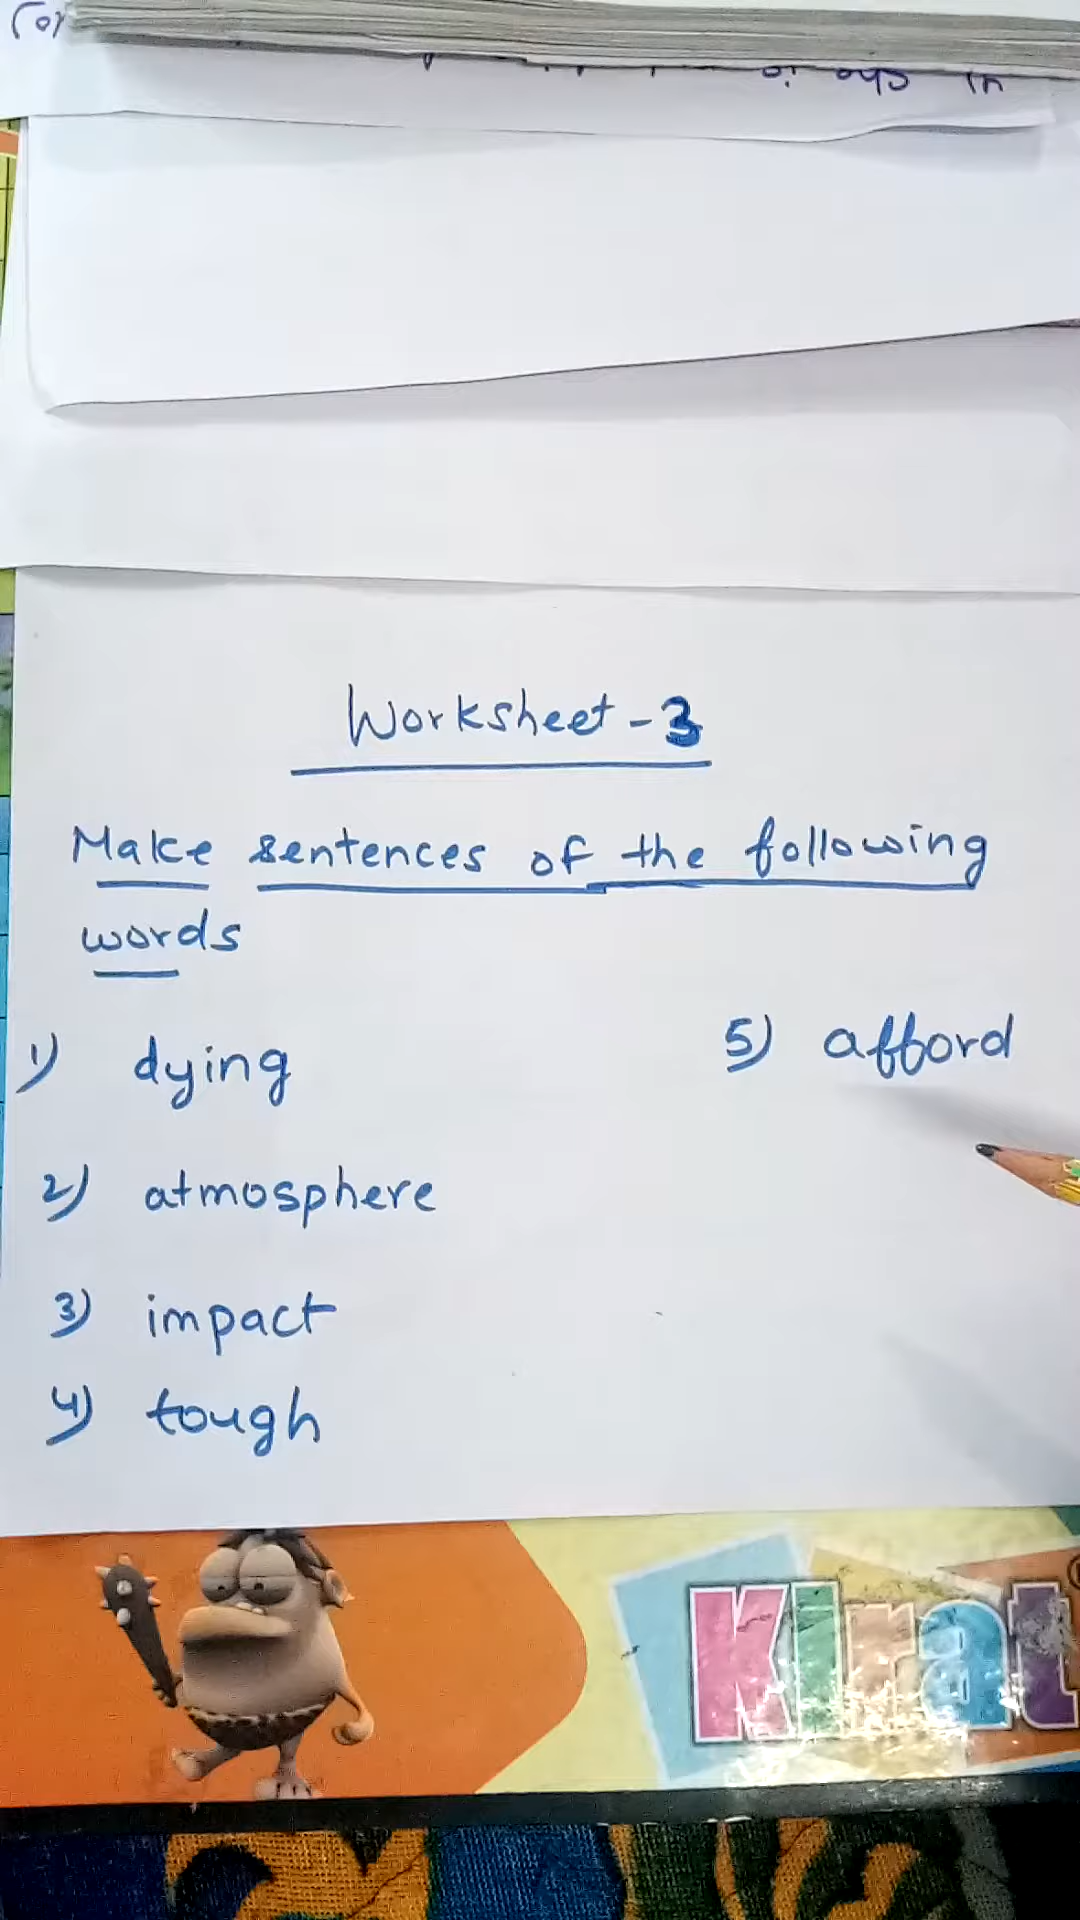 Worksheet - 3
Make sentences of the following
words
1) dying
5) afford
2) atmosphere
3) impact
4) tough
Kirat